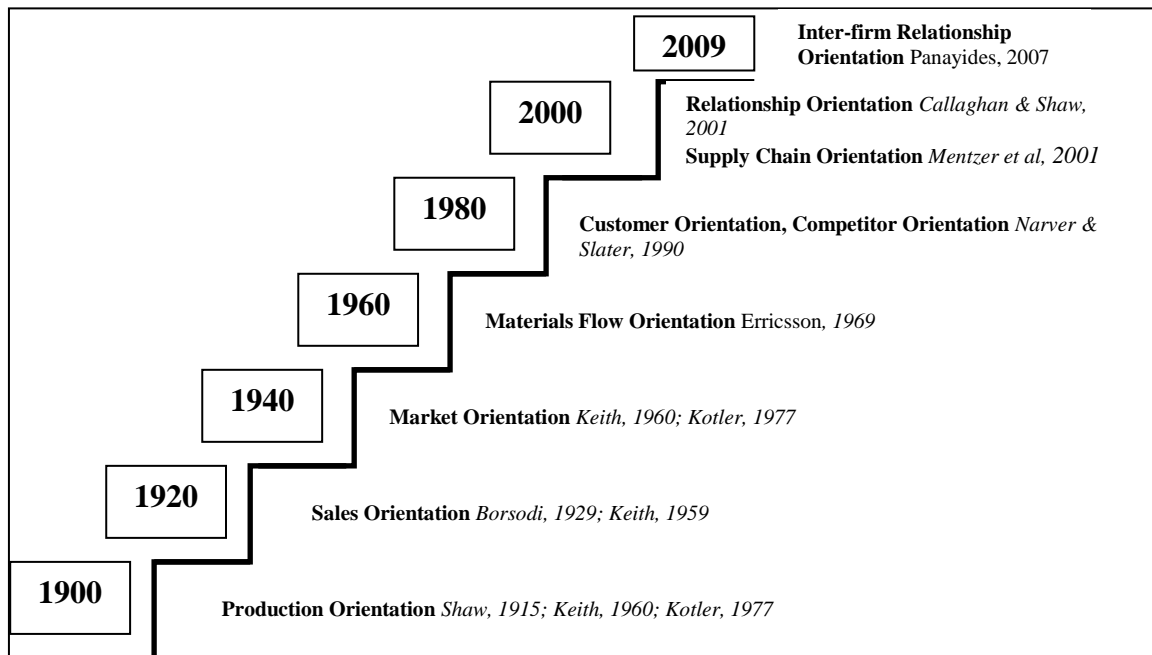 2009
Inter-firm Relationship
Orientation Panayides, 2007
2000
Relationship Orientation Callaghan & Shaw,
2001
Supply Chain Orientation Mentzer et al, 2001
1980
Customer Orientation, Competitor Orientation Narver &
Slater, 1990
1960
Materials Flow Orientation Erricsson, 1969
1940
Market Orientation Keith, 1960; Kotler, 1977
1920
Sales Orientation Borsodi, 1929; Keith, 1959
1900
Production Orientation Shaw, 1915; Keith, 1960; Kotler, 1977